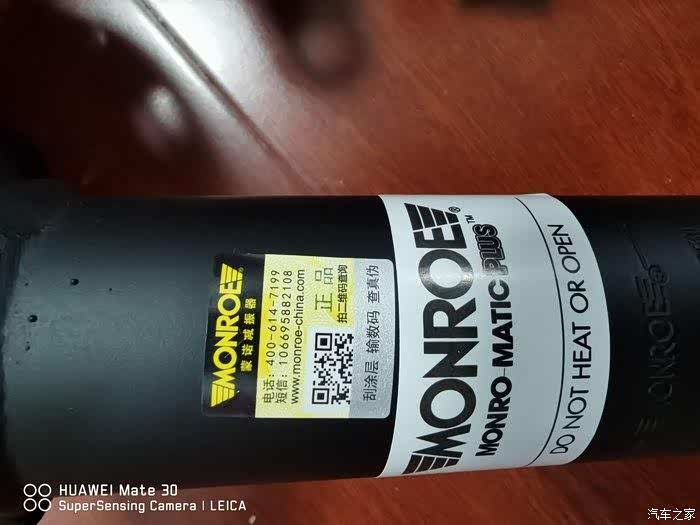 MONROE
蒙诺减振器
电话：400-614-7199
短信：106695882108
www.monroe-china.com
正品
拍二维码查询
刮涂层 输数码 查真伪
MONROE™
MONRO-MATIC PLUS®
DO NOT HEAT OR OPEN
MONROE
HUAWEI Mate 30
SuperSensing Camera | LEICA
汽车之家